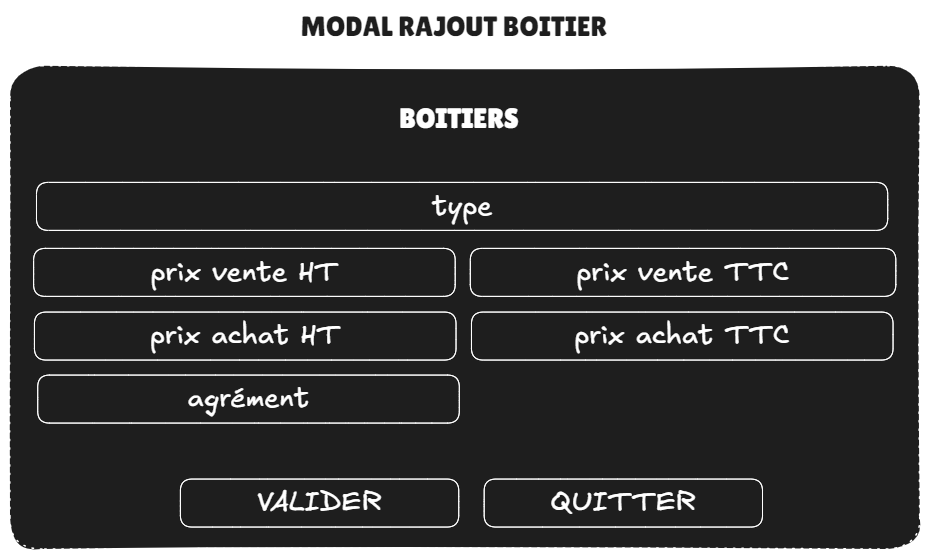 MODAL RAJOUT BOITIER
BOITIERS
type
prix vente HT
prix vente TTC
prix achat HT
prix achat TTC
agrément
VALIDER
QUITTER